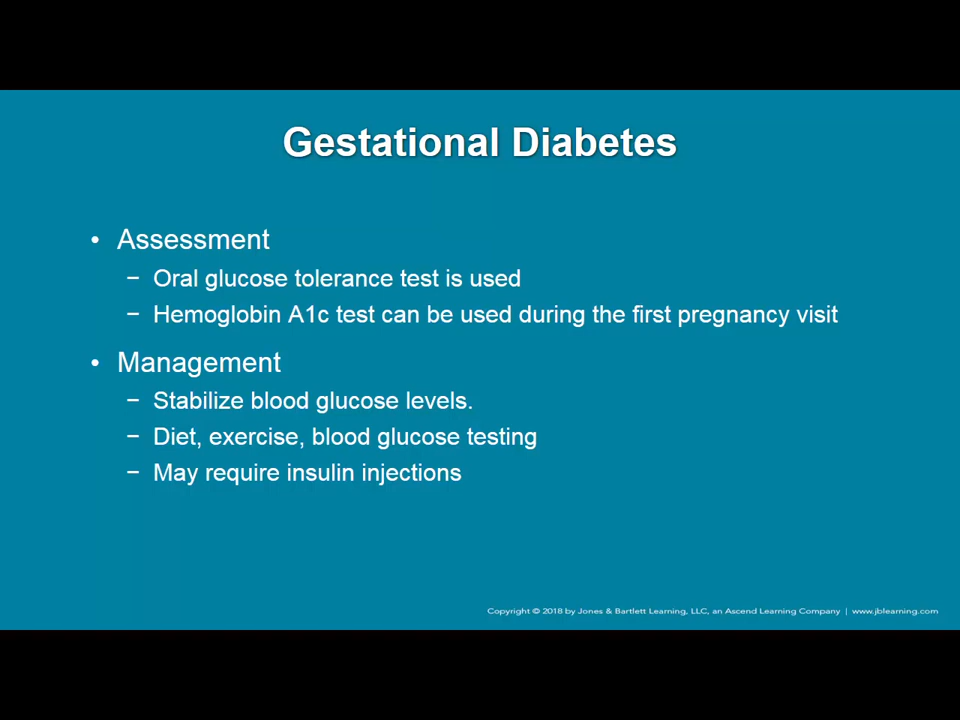 Gestational Diabetes
• Assessment
− Oral glucose tolerance test is used
− Hemoglobin A1c test can be used during the first pregnancy visit
• Management
− Stabilize blood glucose levels.
− Diet, exercise, blood glucose testing
− May require insulin injections
Copyright © 2018 by Jones & Bartlett Learning, LLC, an Ascend Learning Company | www.jblearning.com